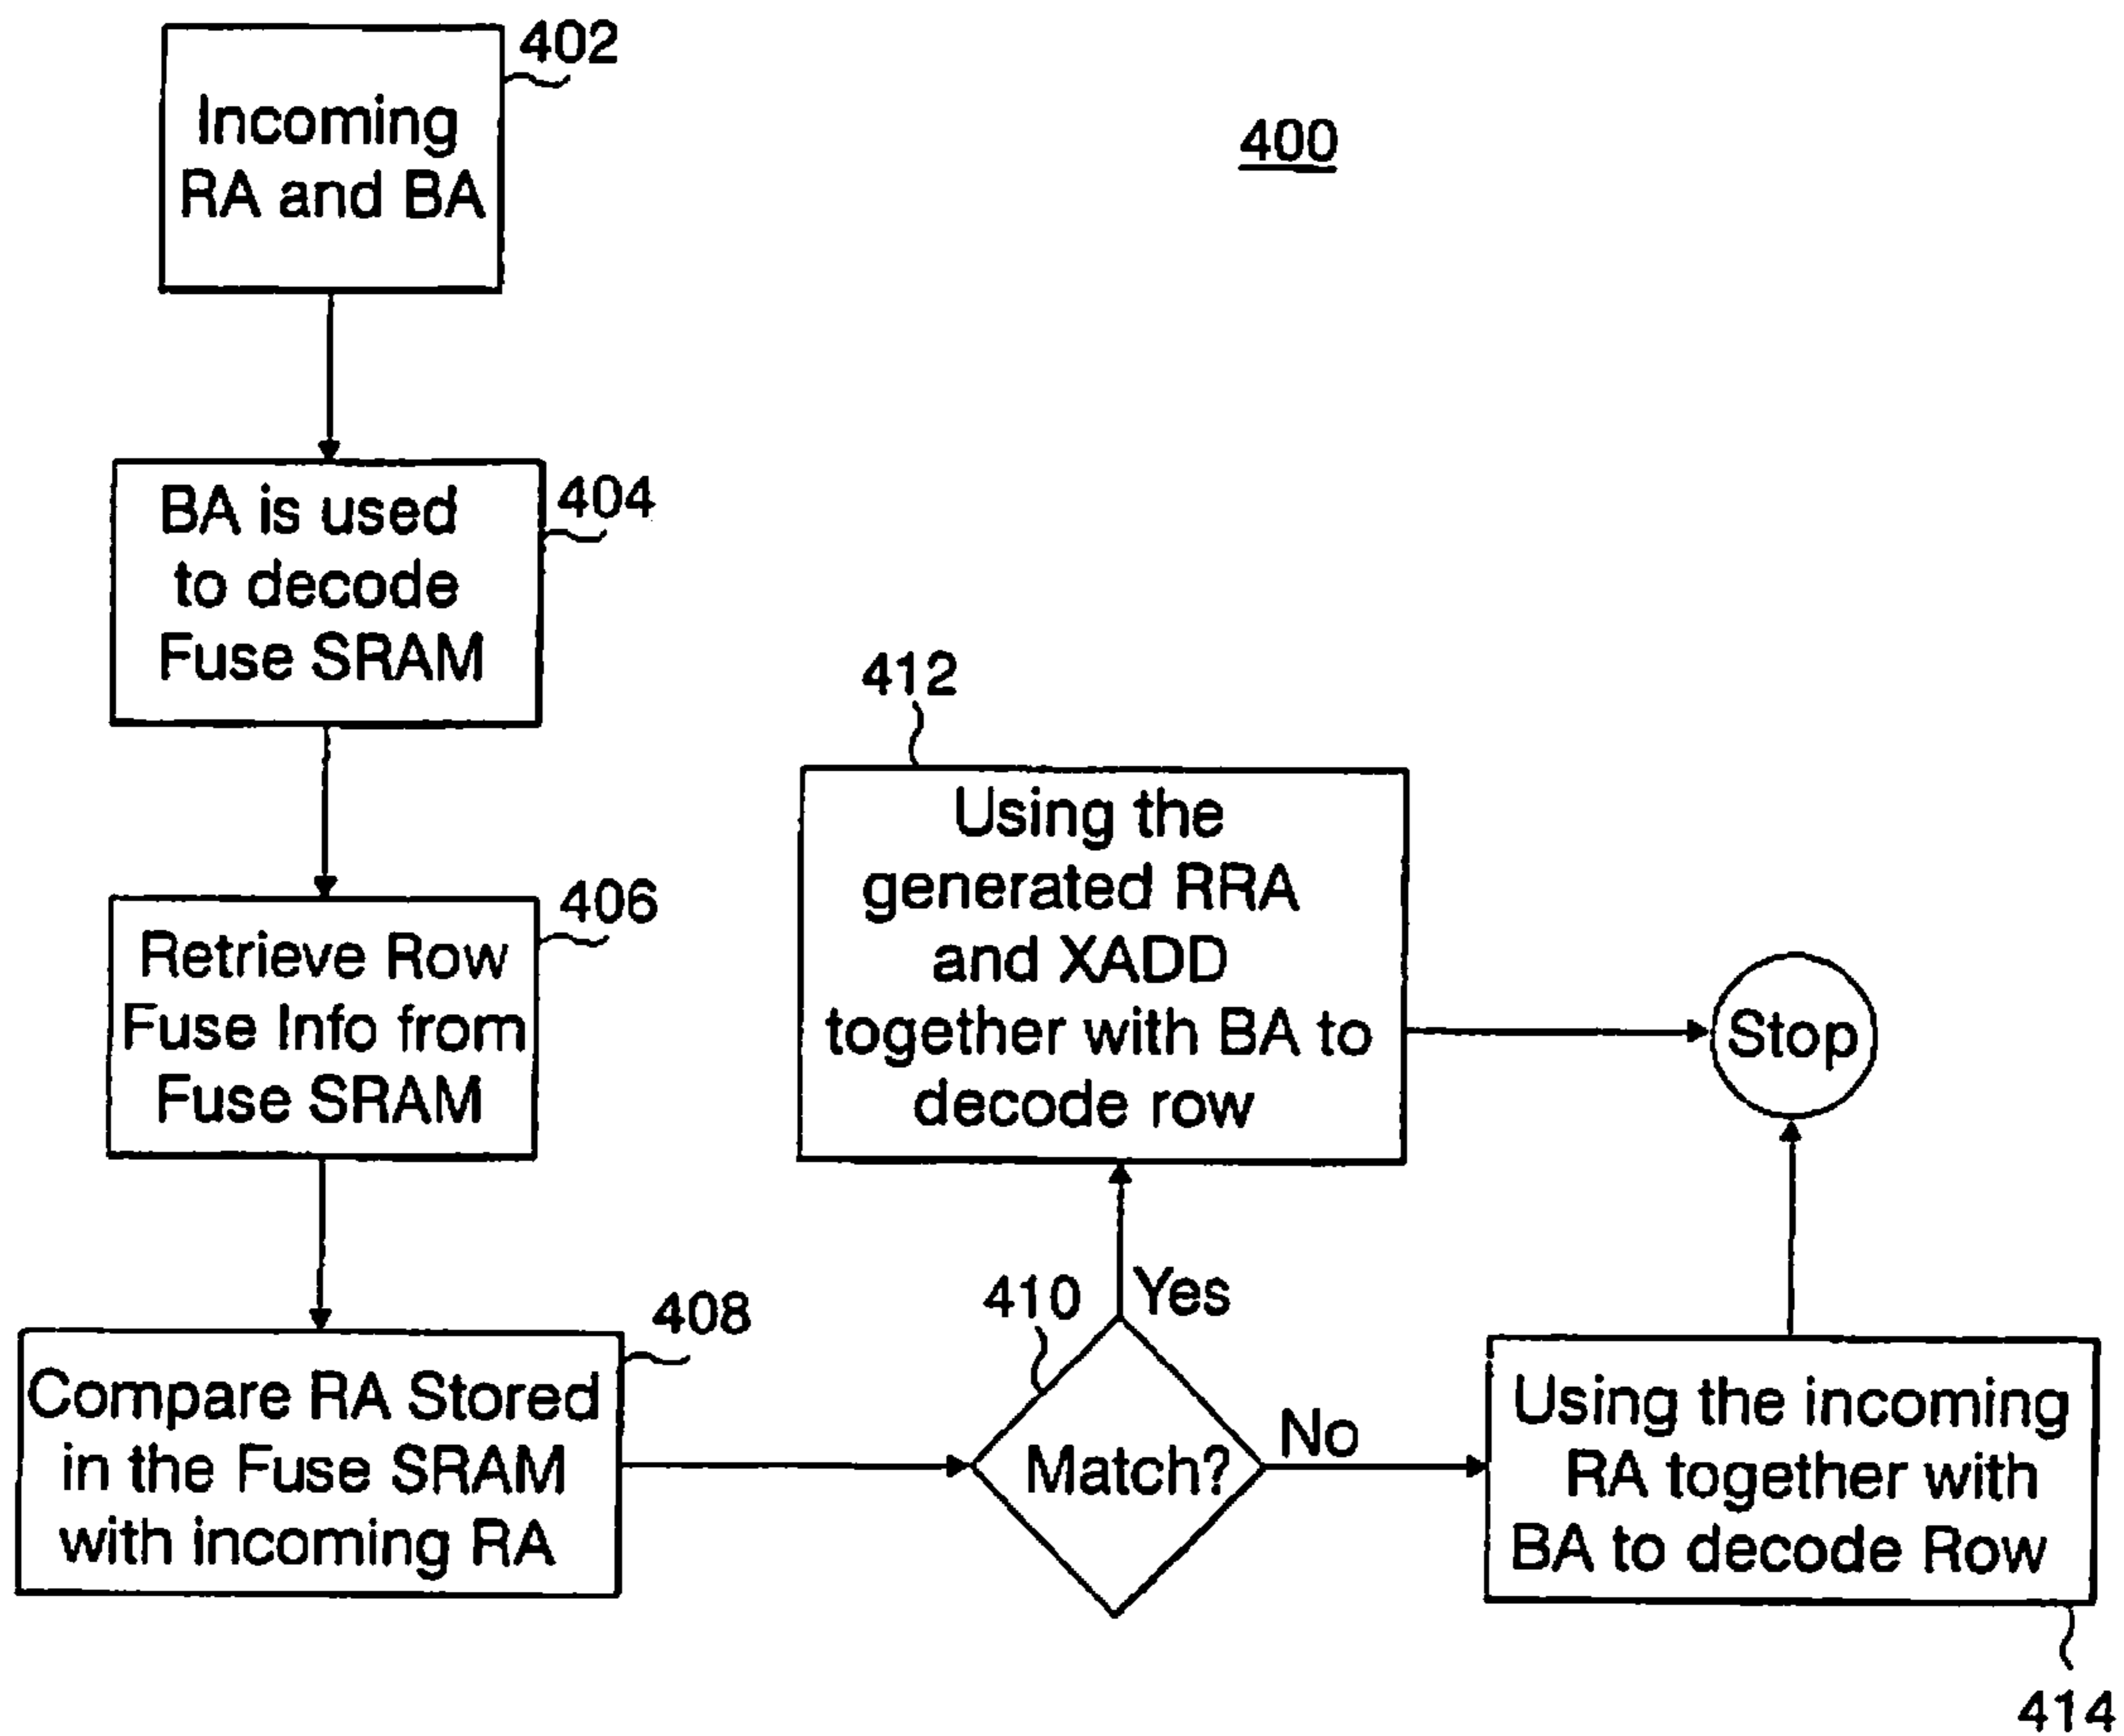 402
Incoming
RA and BA
400
404
BA is used
to decode
Fuse SRAM
406
Retrieve Row
Fuse Info from
Fuse SRAM
408
Compare RA Stored
in the Fuse SRAM
with incoming RA
410
Match?
Yes
No
412
Using the
generated RRA
and XADD
together with BA to
decode row
Stop
Using the incoming
RA together with
BA to decode Row
414